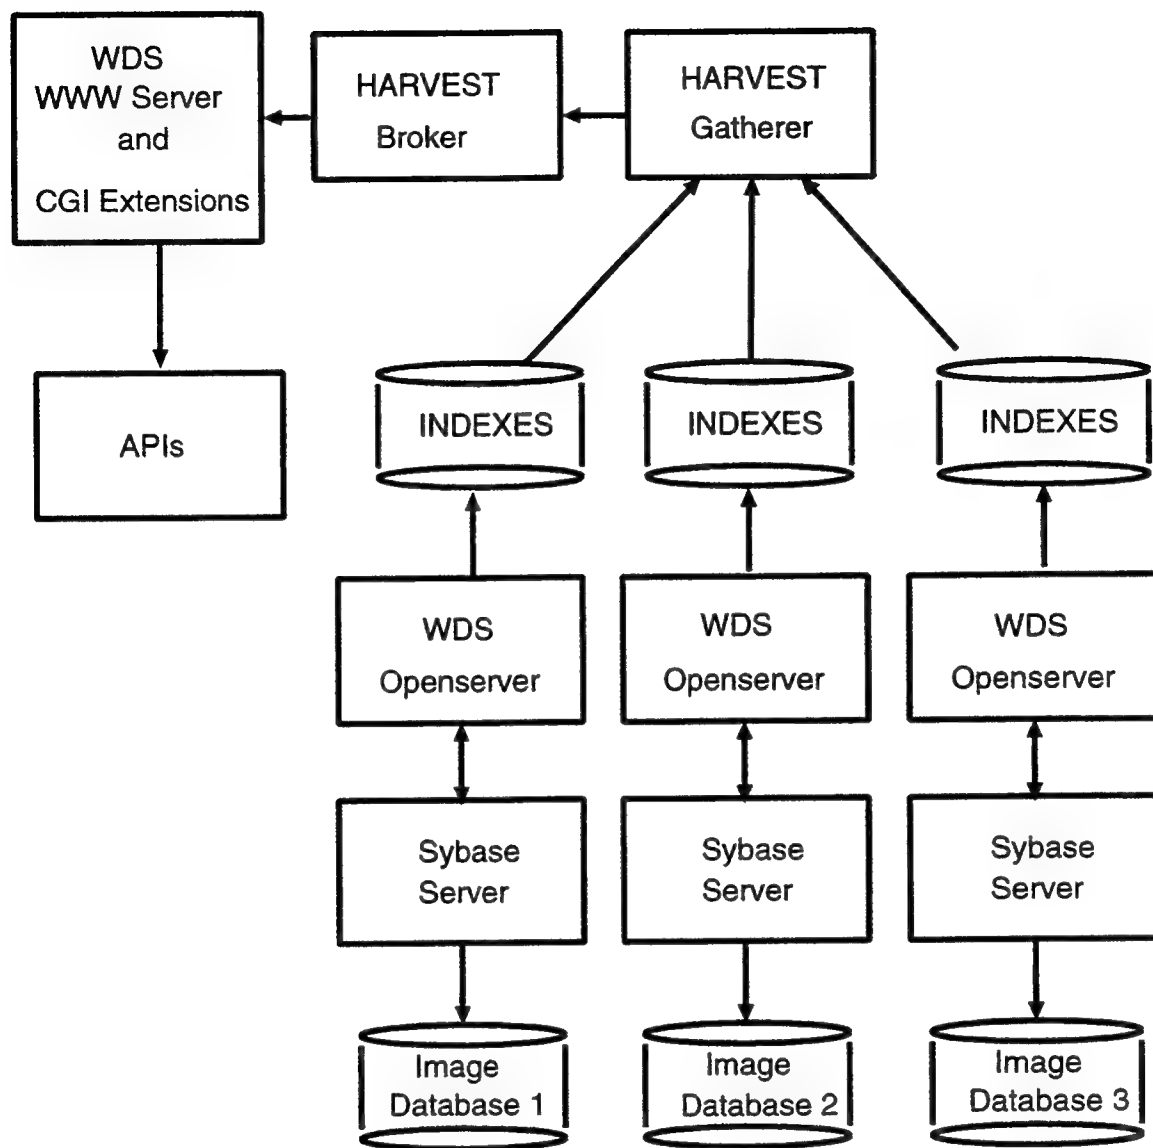 WDS
WWW Server
and
CGI Extensions
HARVEST
Broker
HARVEST
Gatherer
APIs
INDEXES
INDEXES
INDEXES
WDS
Openserver
WDS
Openserver
WDS
Openserver
Sybase
Server
Sybase
Server
Sybase
Server
Image
Database 1
Image
Database 2
Image
Database 3